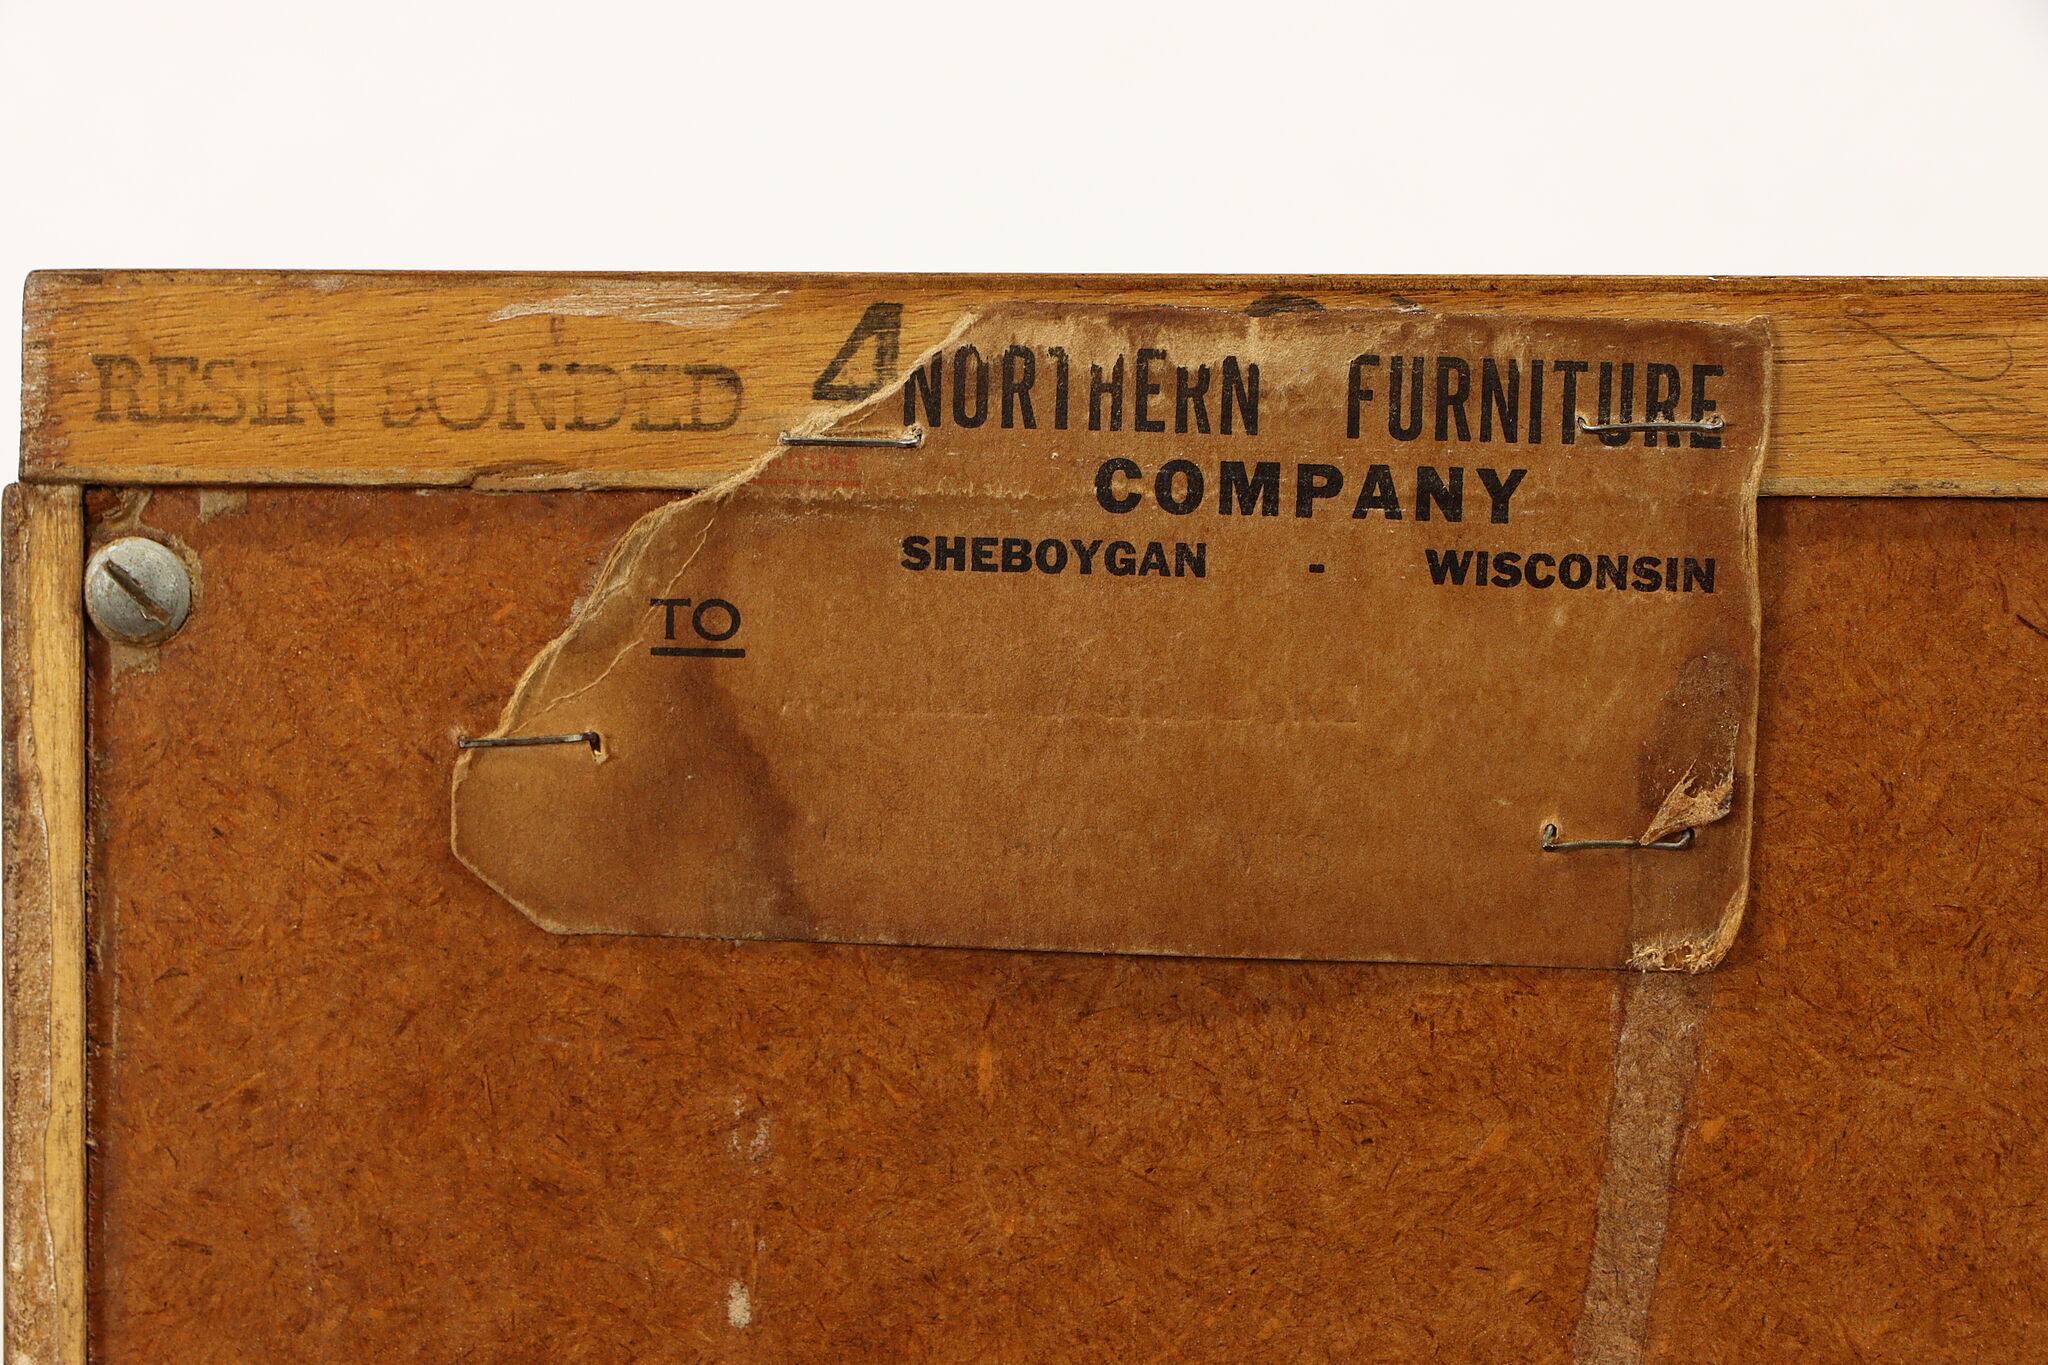 RESIN BONDED 4
NORTHERN FURNITURE
COMPANY
SHEBOYGAN - WISCONSIN
TO